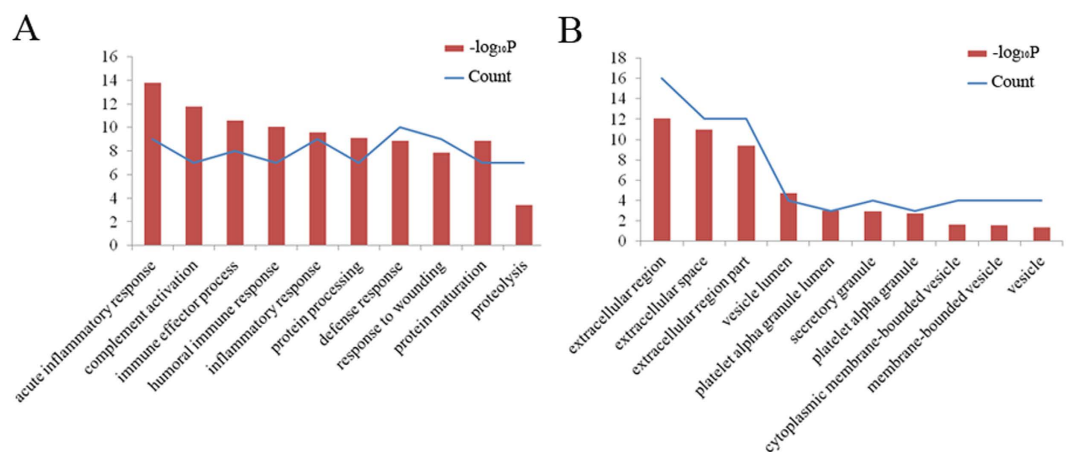 A
-log₁₀P
Count
16
14
12
10
8
6
4
2
0
acute inflammatory response
complement activation
immune effector process
humoral immune response
inflammatory response
protein processing
defense response
response to wounding
protein maturation
proteolysis
B
-log₁₀P
Count
18
16
14
12
10
8
6
4
2
0
extracellular region
extracellular space
extracellular region part
vesicle lumen
platelet alpha granule lumen
secretory granule
platelet alpha granule
cytoplasmic membrane-bounded vesicle
membrane-bounded vesicle
vesicle